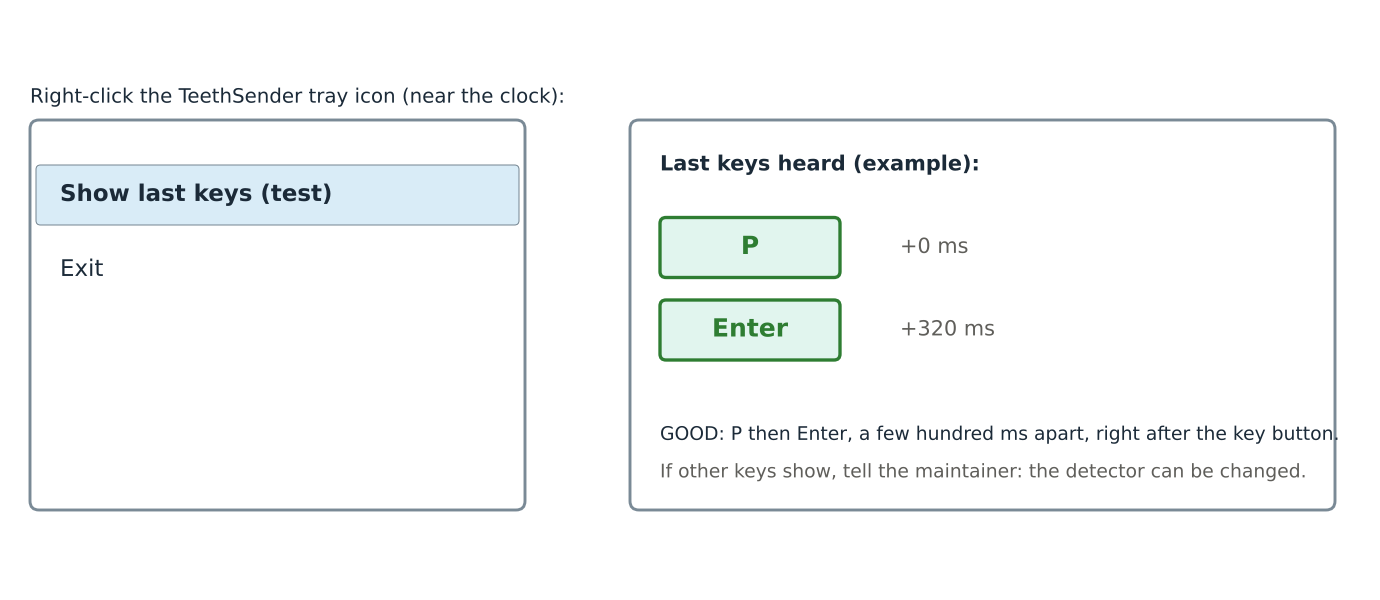 Right-click the TeethSender tray icon (near the clock):
Show last keys (test)
Exit
Last keys heard (example):
P +0 ms
Enter +320 ms
GOOD: P then Enter, a few hundred ms apart, right after the key button.
If other keys show, tell the maintainer: the detector can be changed.